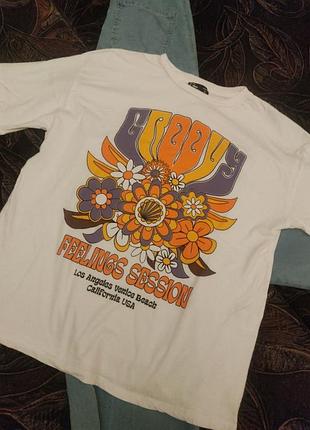 GROOVY
FEELINGS SESSION
Los Angeles Venice Beach
California USA